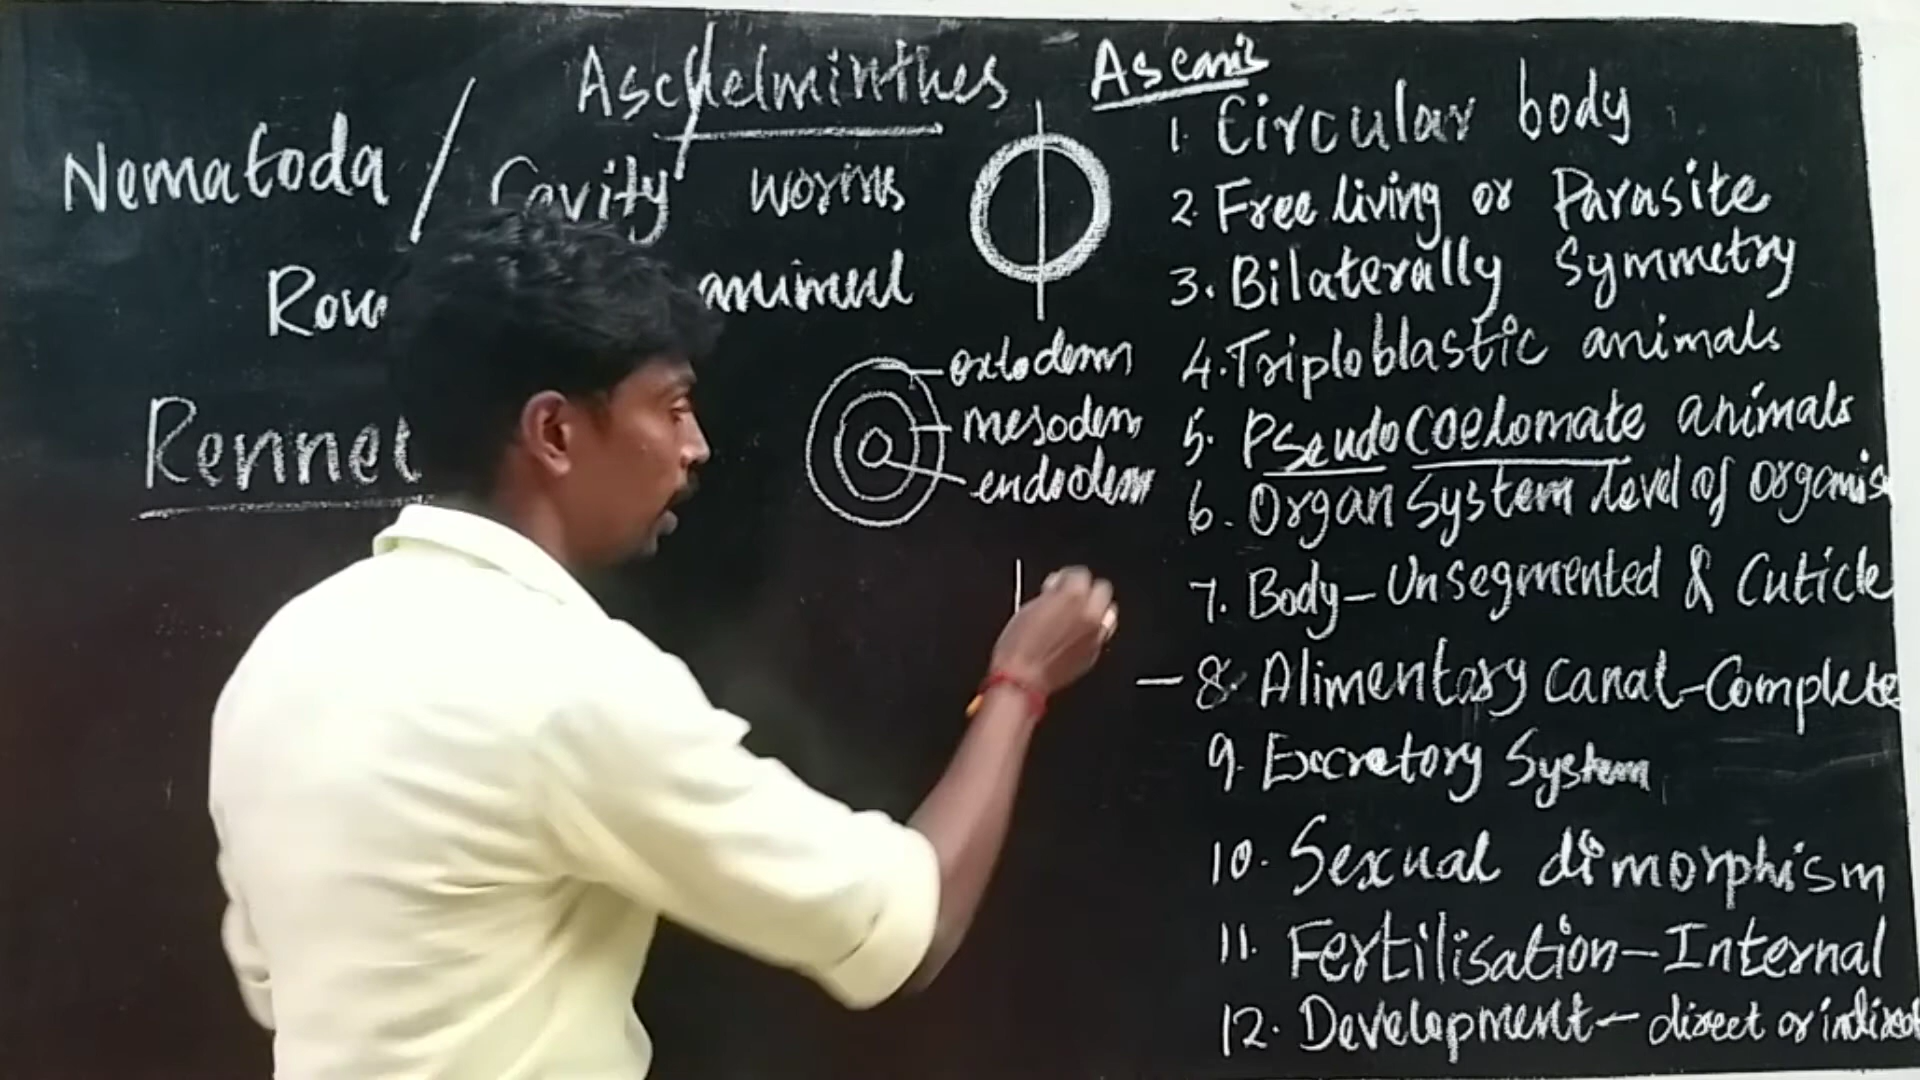 Aschelminthes
Nematoda / Cavity worms
animal
Rennet
oxtoderm
mesoderm
endoderm
Ascaris
1. Circular body
2. Free living or Parasite
3. Bilaterally Symmetry
4. Triploblastic animals
5. Pseudocoelomate animals
6. Organ System level of organis
7. Body - Unsegmented & Cuticle
- 8. Alimentary canal - Complete
9. Excretory System
10. Sexual dimorphism
11. Fertilisation - Internal
12. Development - direct or indirect